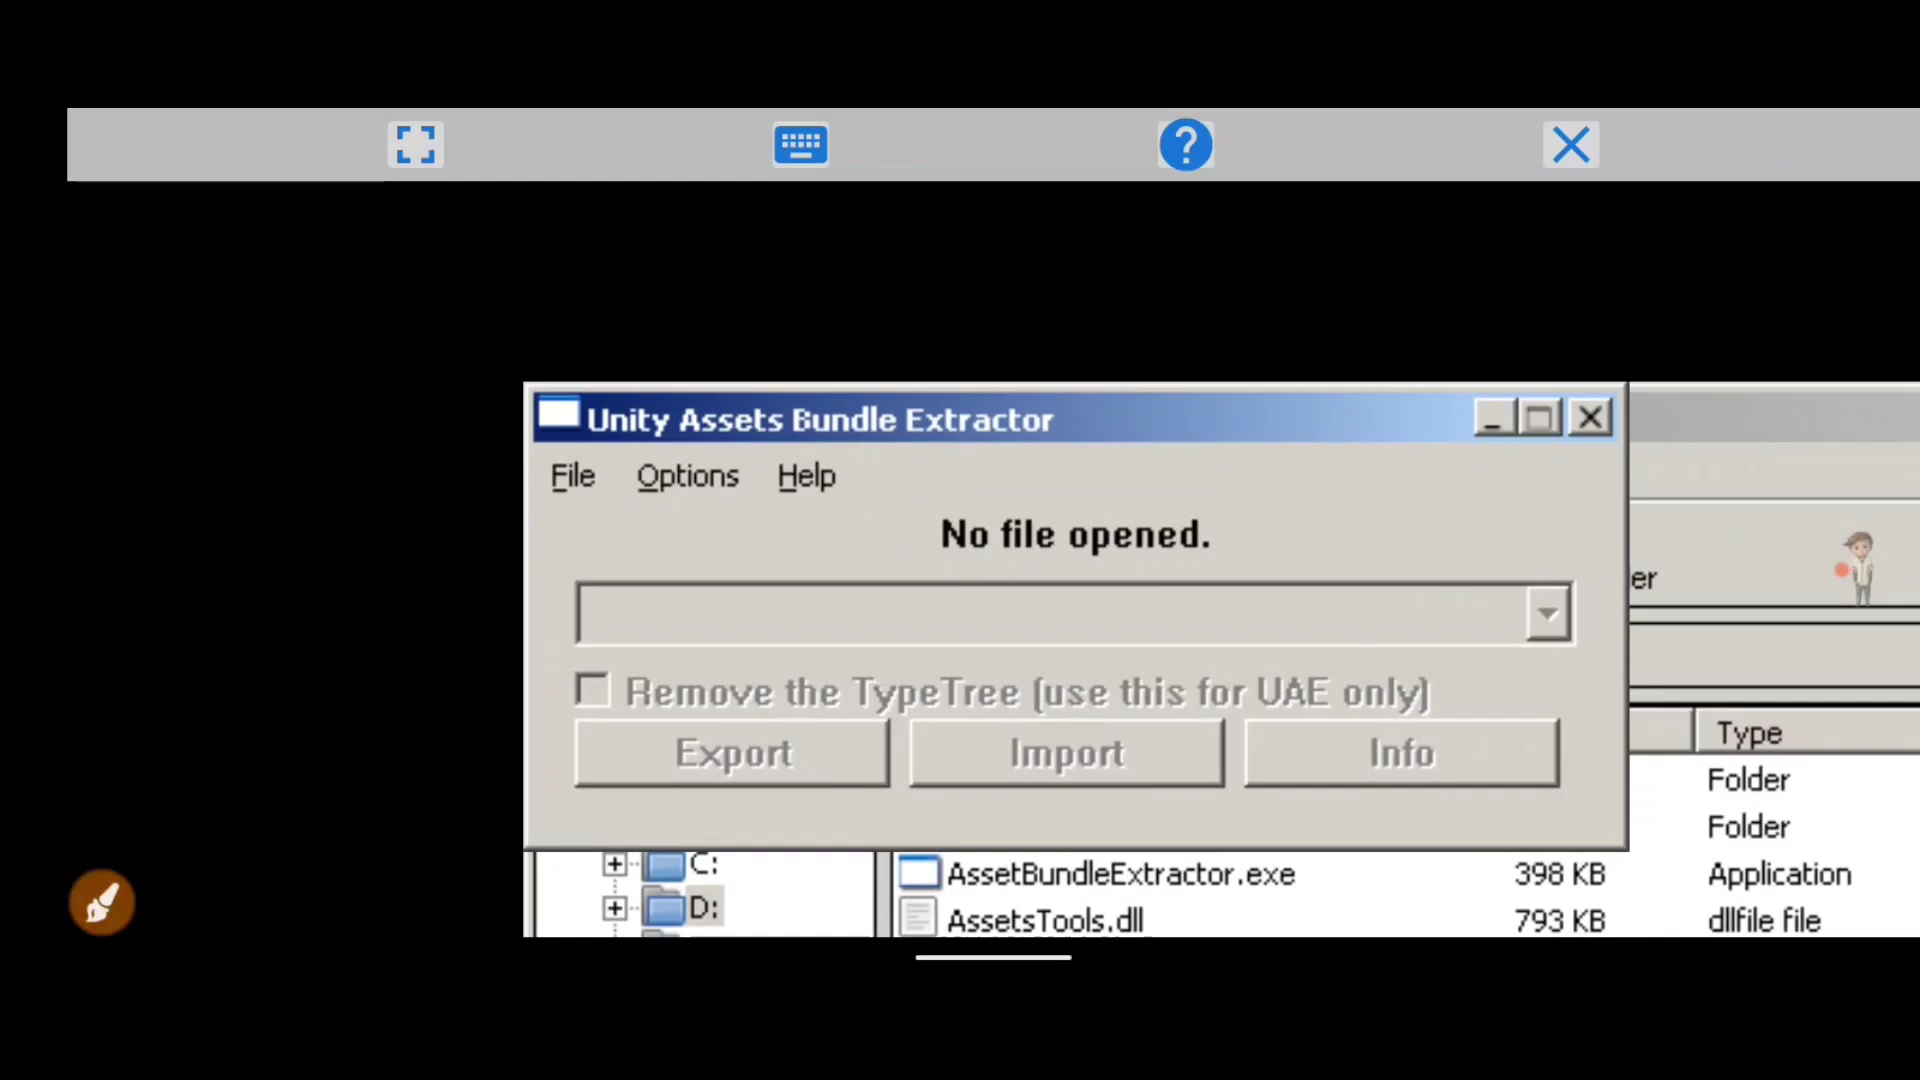 Unity Assets Bundle Extractor
File Options Help
No file opened.
er
Remove the TypeTree (use this for UAE only)
Export Import Info
Type
Folder
Folder
C:
AssetBundleExtractor.exe 398 KB Application
D:
AssetsTools.dll 793 KB dllfile file